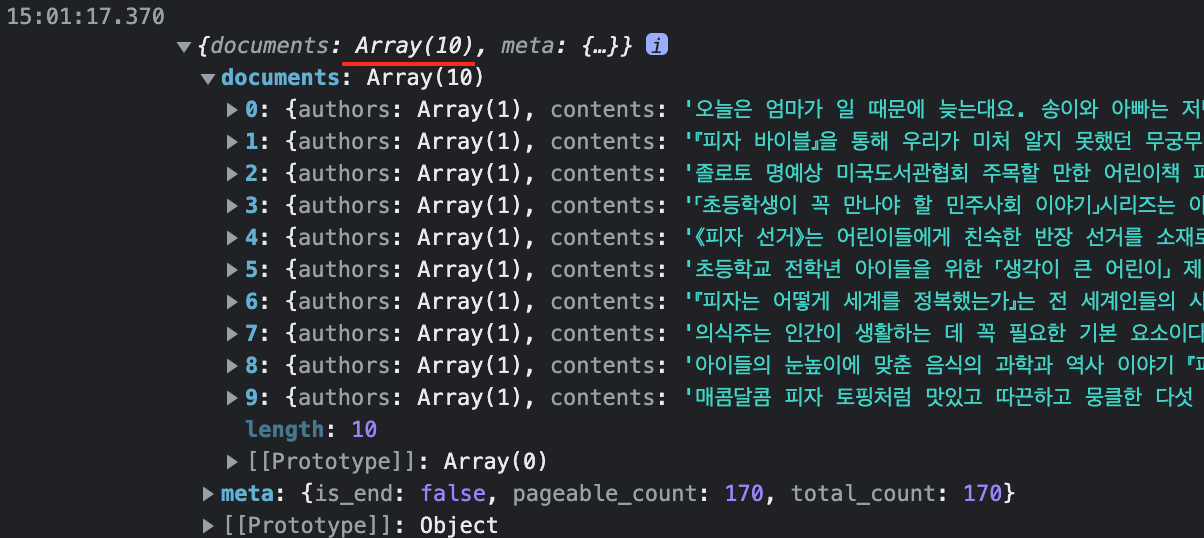 15:01:17.370
▼{documents: Array(10), meta: {…}} i
▼documents: Array(10)
▶0: {authors: Array(1), contents: '오늘은 엄마가 일 때문에 늦는대요. 송이와 아빠는
▶1: {authors: Array(1), contents: '『피자 바이블』을 통해 우리가 미처 알지 못했던
▶2: {authors: Array(1), contents: '졸로토 명예상 미국도서관협회 주목할 만한 어린이책
▶3: {authors: Array(1), contents: '「초등학생이 꼭 만나야 할 민주사회 이야기」시리즈는
▶4: {authors: Array(1), contents: '《피자 선거》는 어린이들에게 친숙한 반장 선거를 소재로
▶5: {authors: Array(1), contents: '초등학교 전학년 아이들을 위한 「생각이 큰 어린이」 제
▶6: {authors: Array(1), contents: '『피자는 어떻게 세계를 정복했는가』는 전 세계인들의
▶7: {authors: Array(1), contents: '의식주는 인간이 생활하는 데 꼭 필요한 기본 요소이다
▶8: {authors: Array(1), contents: '아이들의 눈높이에 맞춘 음식의 과학과 역사 이야기
▶9: {authors: Array(1), contents: '매콤달콤 피자 토핑처럼 맛있고 따끈하고 뭉클한 다섯
length: 10
▶[[Prototype]]: Array(0)
▶meta: {is_end: false, pageable_count: 170, total_count: 170}
▶[[Prototype]]: Object